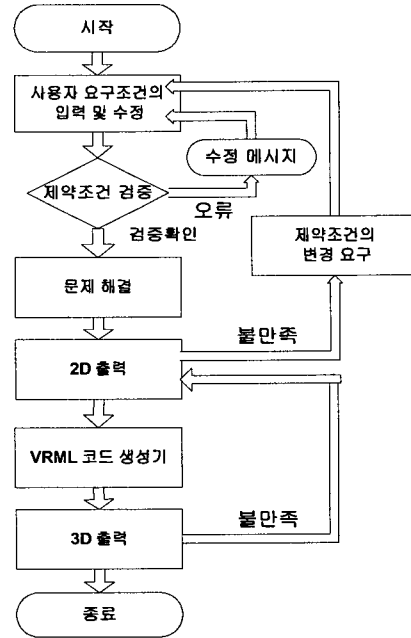 시작
사용자 요구조건의
입력 및 수정
수정 메시지
제약조건 검증
오류
검증확인
제약조건의
변경 요구
문제 해결
불만족
2D 출력
VRML 코드 생성기
불만족
3D 출력
종료